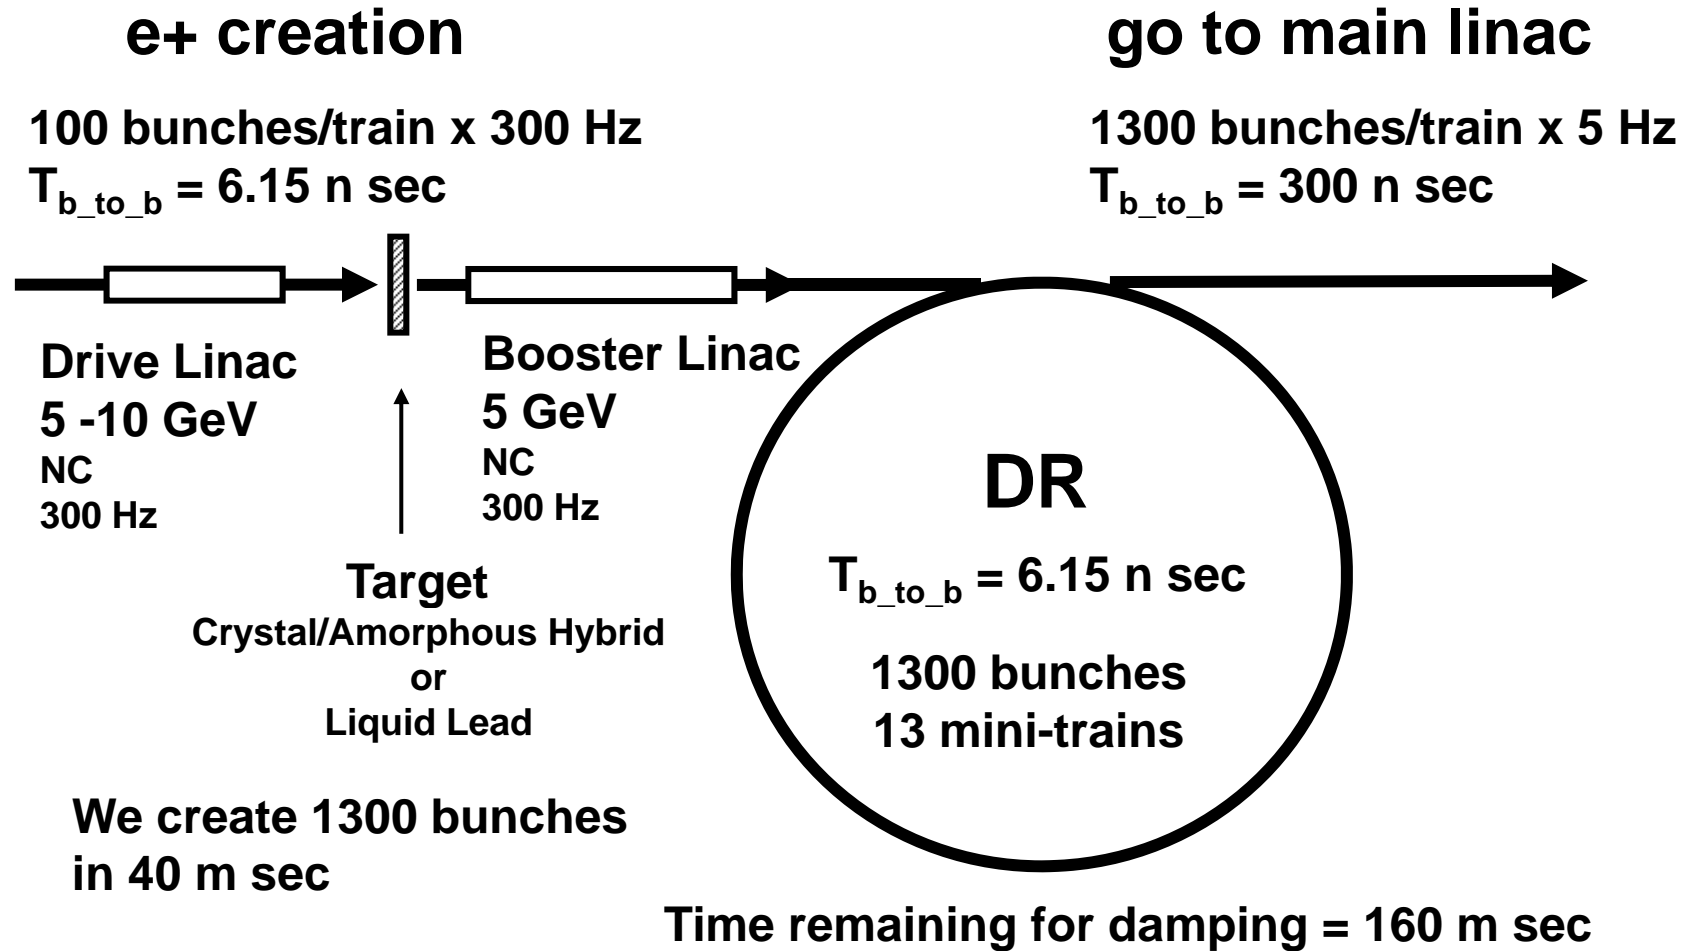 e+ creation
go to main linac
100 bunches/train x 300 Hz
T_b_to_b = 6.15 n sec
1300 bunches/train x 5 Hz
T_b_to_b = 300 n sec
Drive Linac
5 -10 GeV
NC
300 Hz
Booster Linac
5 GeV
NC
300 Hz
Target
Crystal/Amorphous Hybrid
or
Liquid Lead
DR
T_b_to_b = 6.15 n sec
1300 bunches
13 mini-trains
We create 1300 bunches
in 40 m sec
Time remaining for damping = 160 m sec